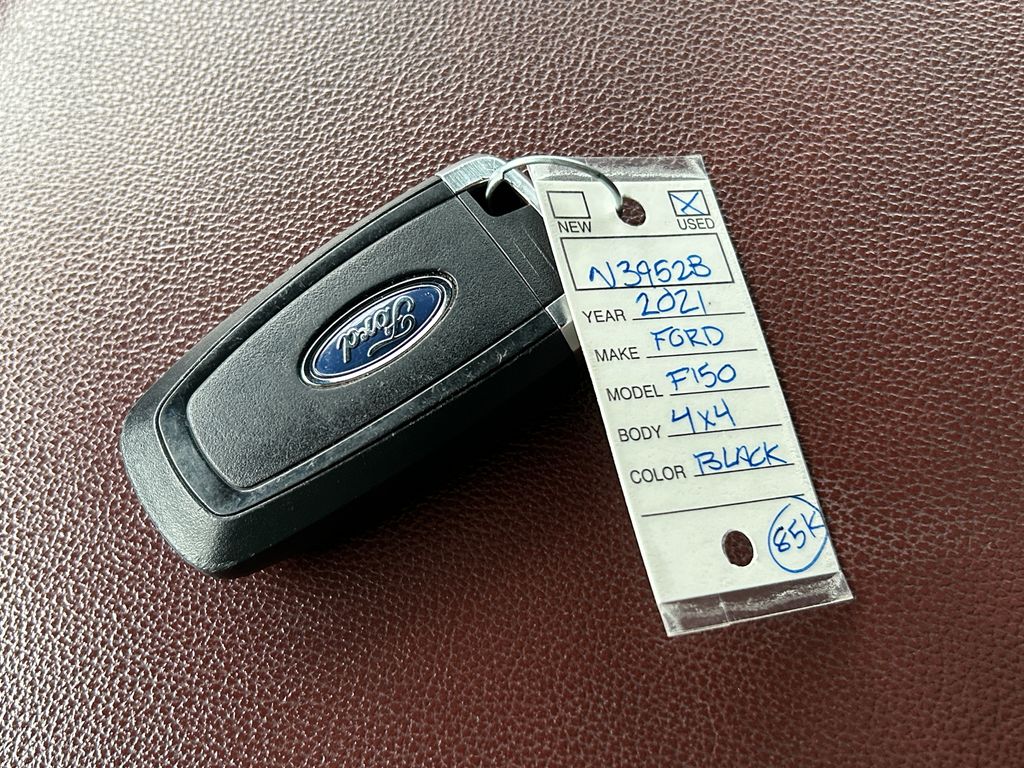 Ford
NEW USED
N3952B
YEAR 2021
MAKE FORD
MODEL F150
BODY 4x4
COLOR BLACK
85K